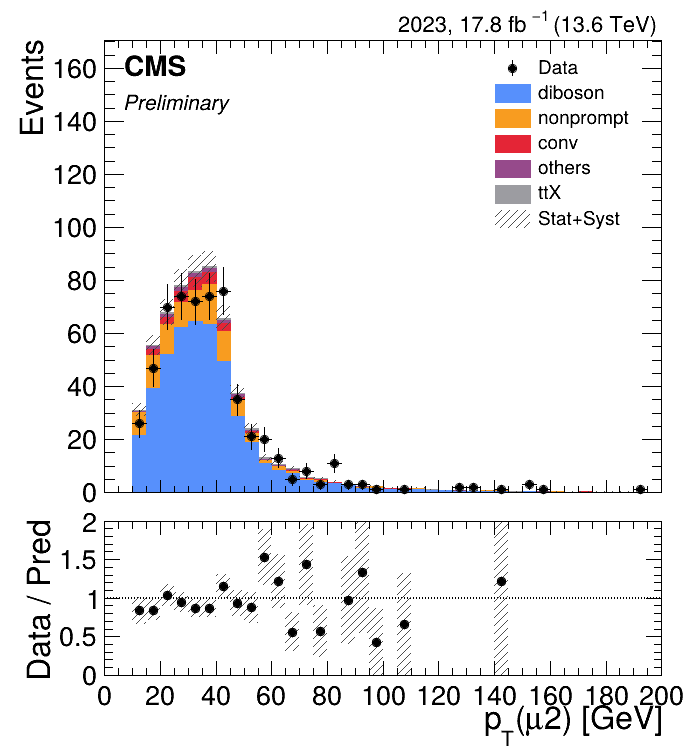 2023, 17.8 fb⁻¹ (13.6 TeV)
CMS
Preliminary
Events
160
140
120
100
80
60
40
20
0
Data
diboson
nonprompt
conv
others
ttX
Stat+Syst
Data / Pred
2
1.5
1
0.5
0
0 20 40 60 80 100 120 140 160 180 200
p_T(μ2) [GeV]